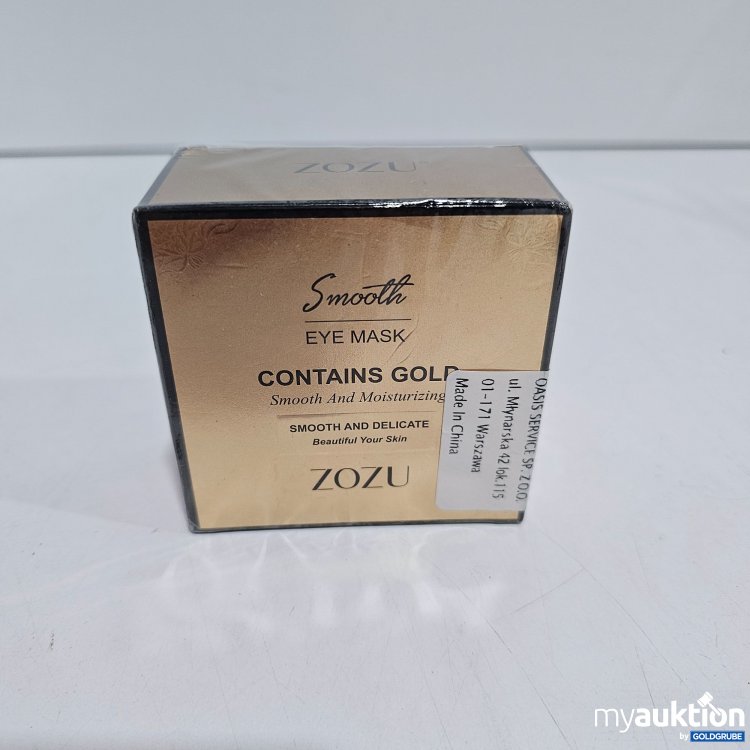 ZOZU
Smooth
EYE MASK
CONTAINS GOLD
Smooth And Moisturizing
SMOOTH AND DELICATE
Beautiful Your Skin
ZOZU
OASIS SERVICE SP. Z O.O.
ul. Młynarska 42 lok.115
01-171 Warszawa
Made In China
myauktion
by GOLDGRUBE